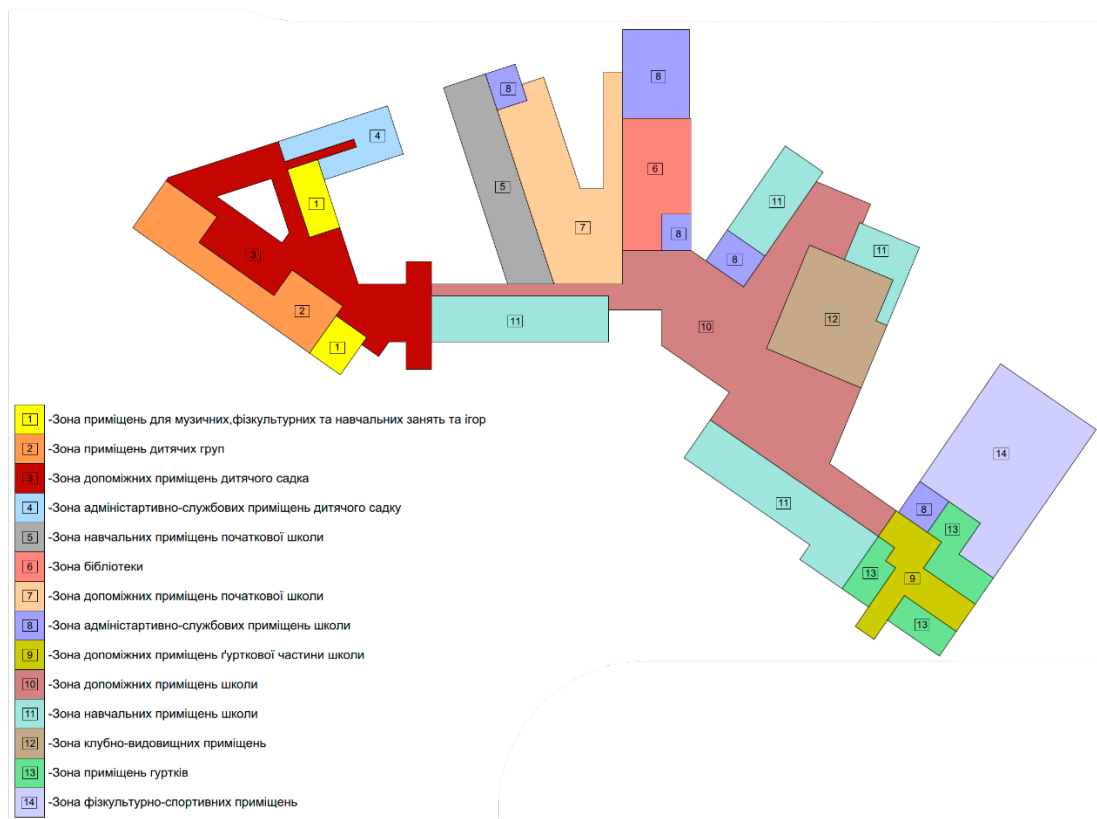 8
8
4
6
5
1
11
7
8
11
3
8
2
10
12
11
1
14
11
8
13
13
9
13
1 -Зона приміщень для музичних,фізкультурних та навчальних занять та ігор
2 -Зона приміщень дитячих груп
3 -Зона допоміжних приміщень дитячого садка
4 -Зона адміністартивно-службових приміщень дитячого садку
5 -Зона навчальних приміщень початкової школи
6 -Зона бібліотеки
7 -Зона допоміжних приміщень початкової школи
8 -Зона адміністартивно-службових приміщень школи
9 -Зона допоміжних приміщень ґурткової частини школи
10 -Зона допоміжних приміщень школи
11 -Зона навчальних приміщень школи
12 -Зона клубно-видовищних приміщень
13 -Зона приміщень гуртків
14 -Зона фізкультурно-спортивних приміщень